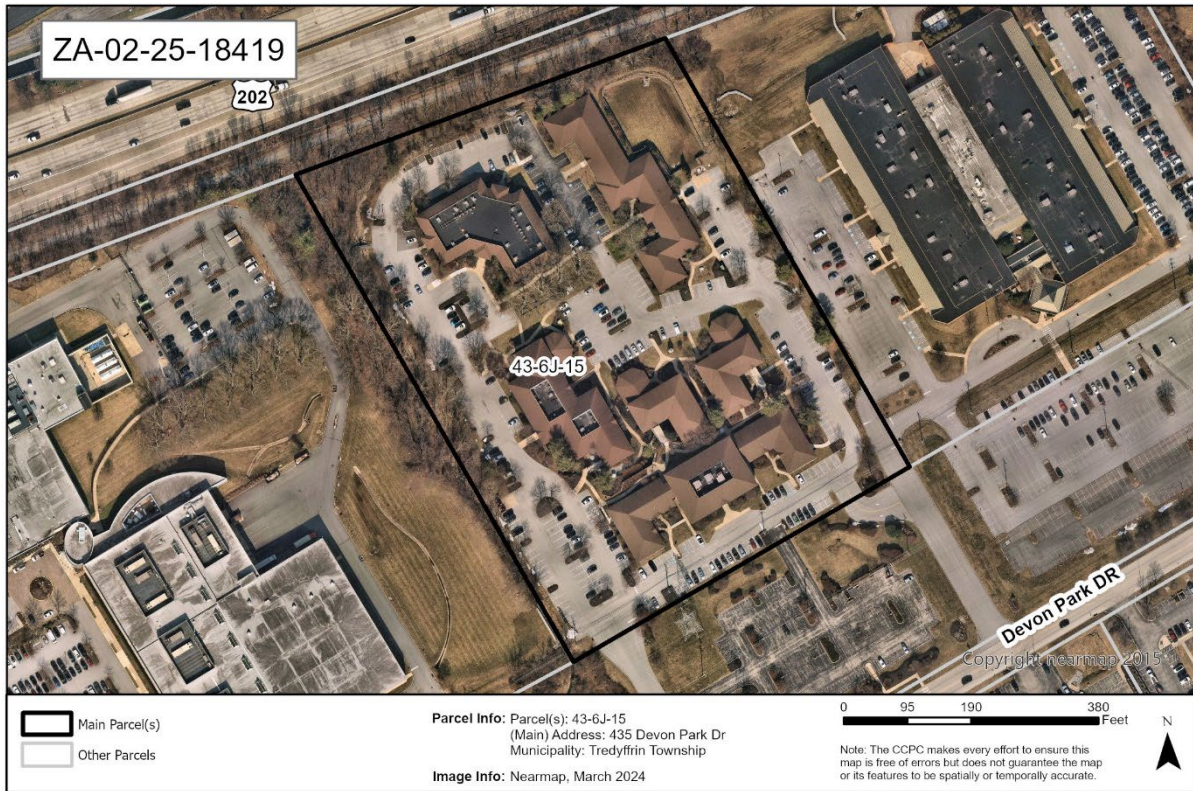 ZA-02-25-18419
202
43-6J-15
Devon Park DR
Copyright nearmap 2015
Main Parcel(s)
Other Parcels
Parcel Info: Parcel(s): 43-6J-15
(Main) Address: 435 Devon Park Dr
Municipality: Tredyffrin Township
Image Info: Nearmap, March 2024
0 95 190 380
Feet
Note: The CCPC makes every effort to ensure this
map is free of errors but does not guarantee the map
or its features to be spatially or temporally accurate.
N